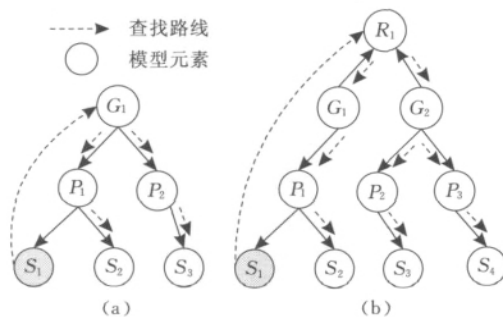 查找路线
模型元素
G₁
P₁ P₂
S₁ S₂ S₃
(a)
R₁
G₁ G₂
P₁ P₂ P₃
S₁ S₂ S₃ S₄
(b)